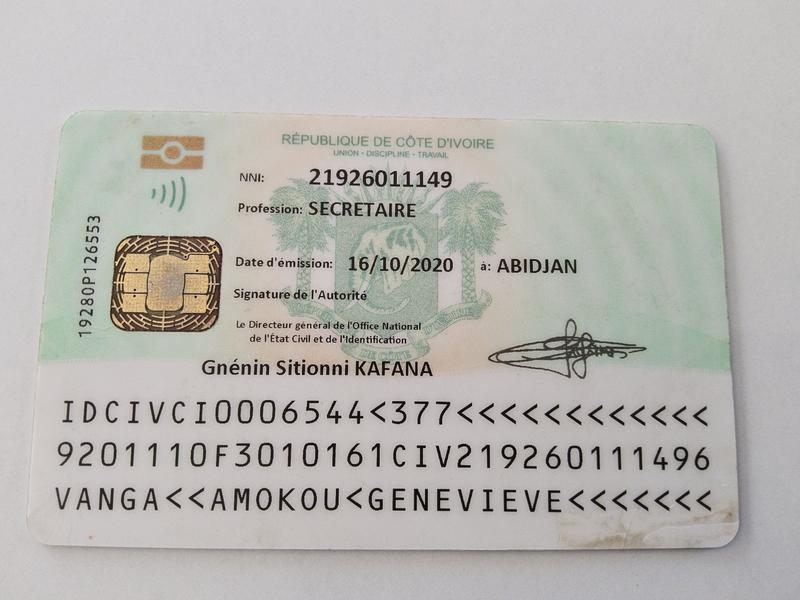 RÉPUBLIQUE DE CÔTE D'IVOIRE
UNION - DISCIPLINE - TRAVAIL
NNI: 21926011149
Profession: SECRETAIRE
19280P126553
Date d'émission: 16/10/2020 à: ABIDJAN
Signature de l'Autorité
Le Directeur général de l'Office National
de l'État Civil et de l'Identification
Gnénin Sitionni KAFANA
IDCIVCI0006544<377<<<<<<<<<<<<
9201110F3010161CIV219260111496
VANGA<<AMOKOU<GENEVIEVE<<<<<<<